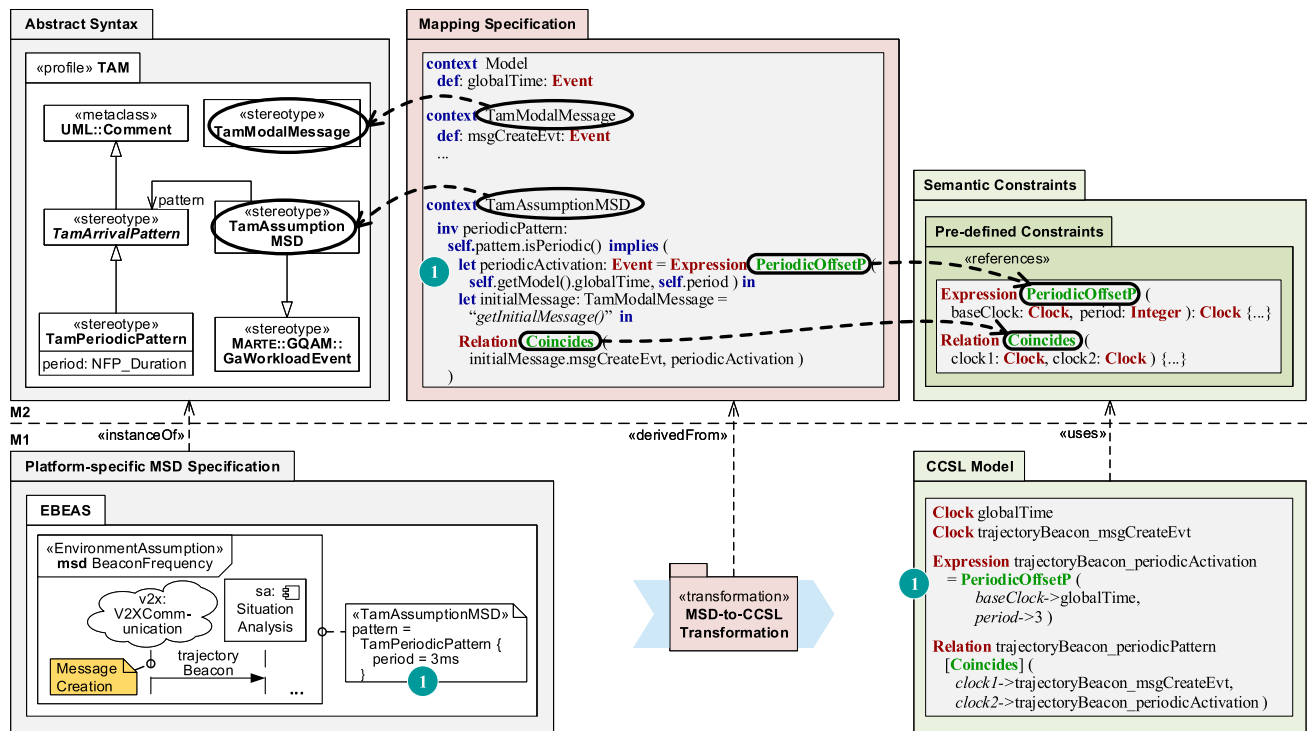 Abstract Syntax
«profile» TAM
«metaclass»
UML::Comment
«stereotype»
TamModalMessage
pattern
«stereotype»
TamArrivalPattern
«stereotype»
TamAssumption
MSD
«stereotype»
TamPeriodicPattern
period: NFP_Duration
«stereotype»
MARTE::GQAM::
GaWorkloadEvent
Mapping Specification
context Model
def: globalTime: Event
context TamModalMessage
def: msgCreateEvt: Event
...
context TamAssumptionMSD
inv periodicPattern:
self.pattern.isPeriodic() implies (
1
let periodicActivation: Event = Expression PeriodicOffsetP (
self.getModel().globalTime, self.period ) in
let initialMessage: TamModalMessage =
“getInitialMessage()” in
Relation Coincides (
initialMessage.msgCreateEvt, periodicActivation )
)
Semantic Constraints
Pre-defined Constraints
«references»
Expression PeriodicOffsetP (
baseClock: Clock, period: Integer ): Clock {...}
Relation Coincides (
clock1: Clock, clock2: Clock ) {...}
M2
M1
«instanceOf»
«derivedFrom»
«uses»
Platform-specific MSD Specification
EBEAS
«EnvironmentAssumption»
msd BeaconFrequency
v2x:
V2XComm-
unication
sa:
Situation
Analysis
Message
Creation
trajectory
Beacon
...
«TamAssumptionMSD»
pattern =
TamPeriodicPattern {
period = 3ms
}
1
«transformation»
MSD-to-CCSL
Transformation
CCSL Model
Clock globalTime
Clock trajectoryBeacon_msgCreateEvt
Expression trajectoryBeacon_periodicActivation
1
= PeriodicOffsetP (
baseClock->globalTime,
period->3 )
Relation trajectoryBeacon_periodicPattern
[Coincides] (
clock1->trajectoryBeacon_msgCreateEvt,
clock2->trajectoryBeacon_periodicActivation )